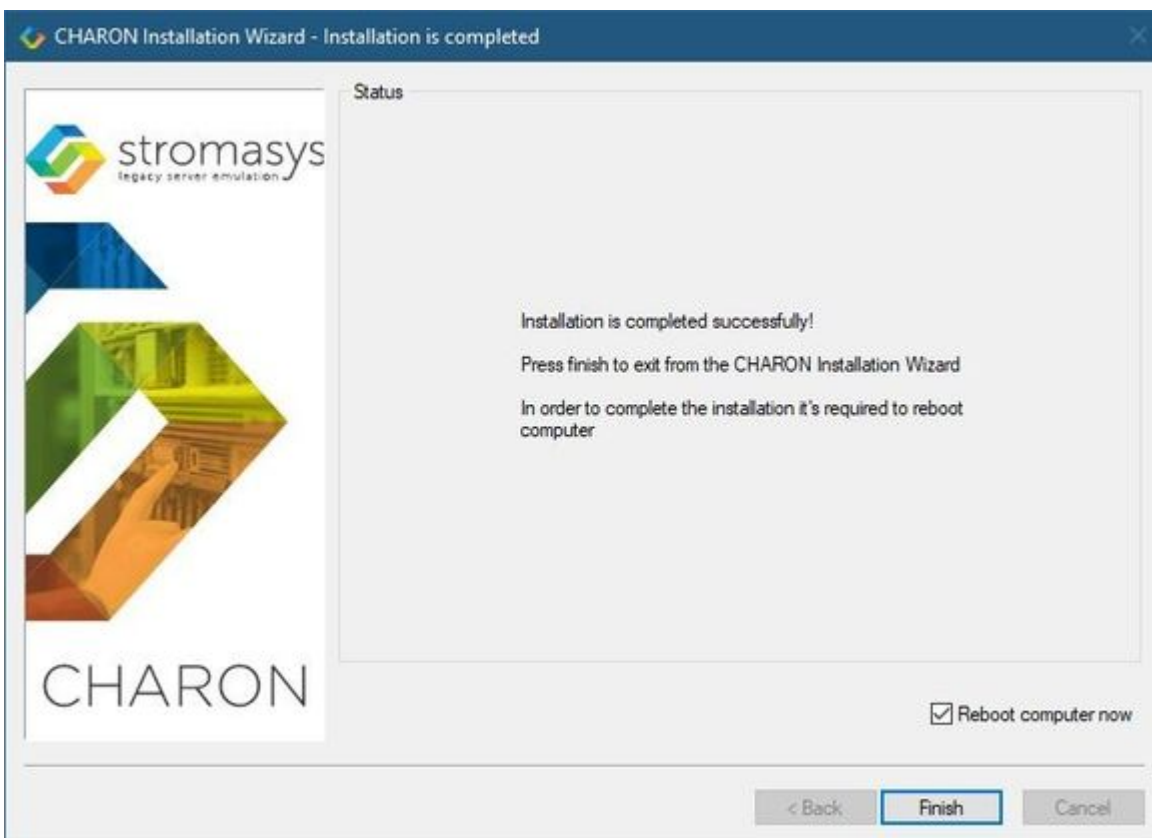 CHARON Installation Wizard - Installation is completed
Status
stromasys
legacy server emulation
Installation is completed successfully!
Press finish to exit from the CHARON Installation Wizard
In order to complete the installation it's required to reboot
computer
CHARON
Reboot computer now
< Back
Finish
Cancel